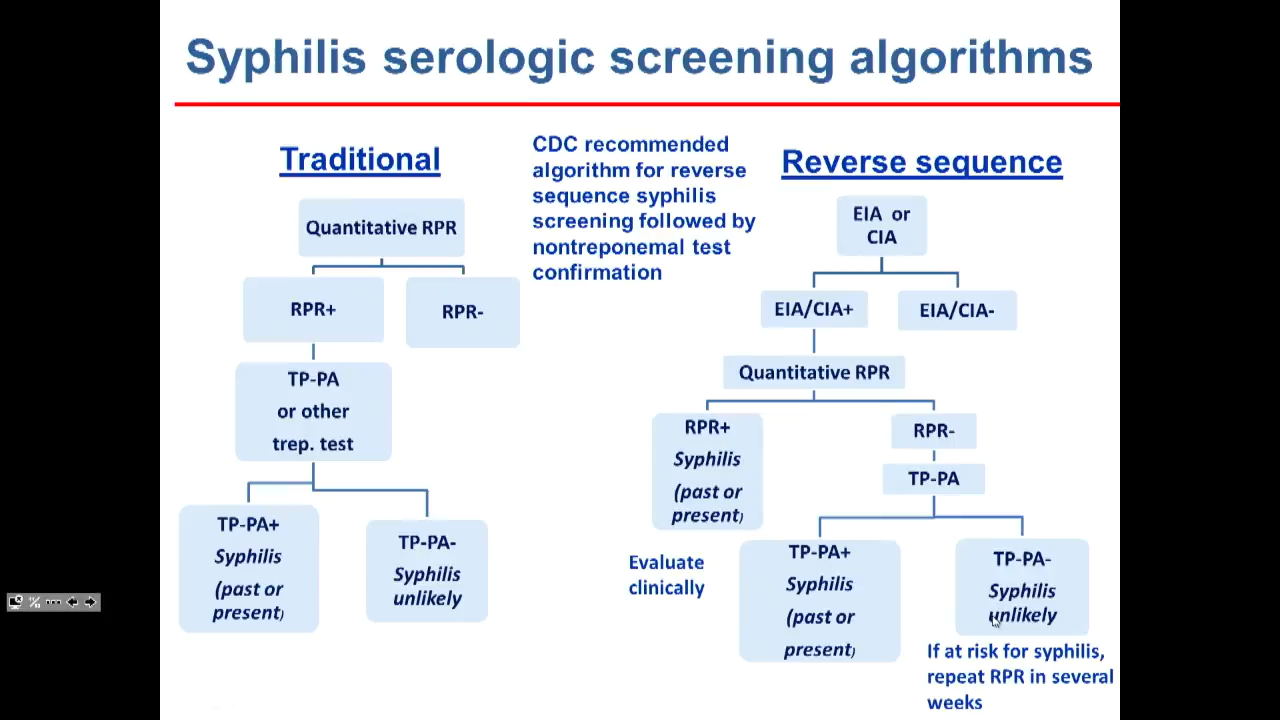 Syphilis serologic screening algorithms
Traditional
Quantitative RPR
RPR+
RPR-
TP-PA
or other
trep. test
TP-PA+
Syphilis
(past or
present)
TP-PA-
Syphilis
unlikely
CDC recommended
algorithm for reverse
sequence syphilis
screening followed by
nontreponemal test
confirmation
Reverse sequence
EIA or
CIA
EIA/CIA+
EIA/CIA-
Quantitative RPR
RPR+
Syphilis
(past or
present)
Evaluate
clinically
RPR-
TP-PA
TP-PA+
Syphilis
(past or
present)
TP-PA-
Syphilis
unlikely
If at risk for syphilis,
repeat RPR in several
weeks